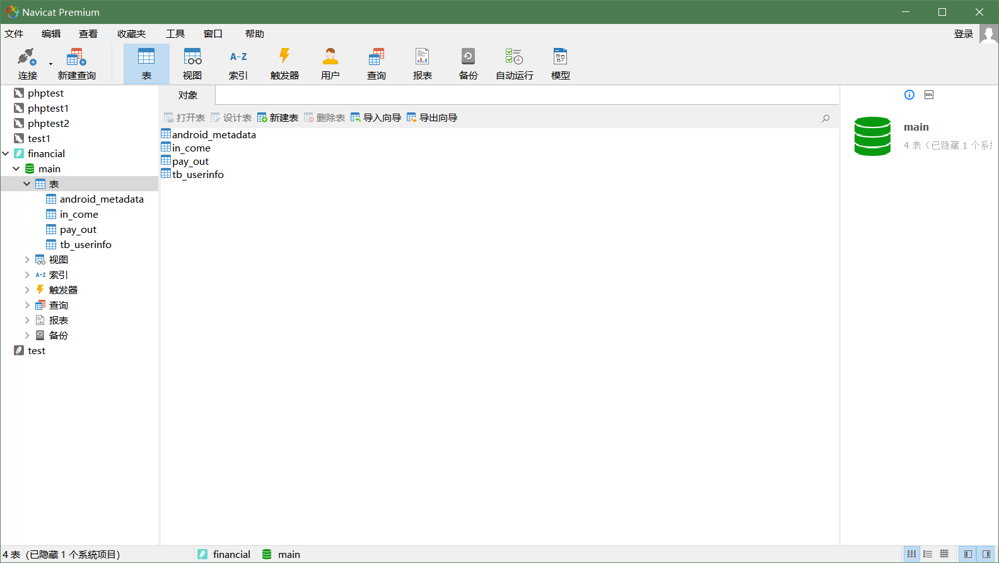 Navicat Premium
文件 编辑 查看 收藏夹 工具 窗口 帮助 登录
连接 新建查询 表 视图 A-Z 索引 触发器 用户 查询 报表 备份 自动运行 模型
phptest
phptest1
phptest2
test1
financial
main
表
android_metadata
in_come
pay_out
tb_userinfo
视图
A-Z 索引
触发器
查询
报表
备份
test
对象
打开表 设计表 新建表 删除表 导入向导 导出向导
android_metadata
in_come
pay_out
tb_userinfo
DDL
main
4 表（已隐藏 1 个系
4 表 (已隐藏 1 个系统项目) financial main